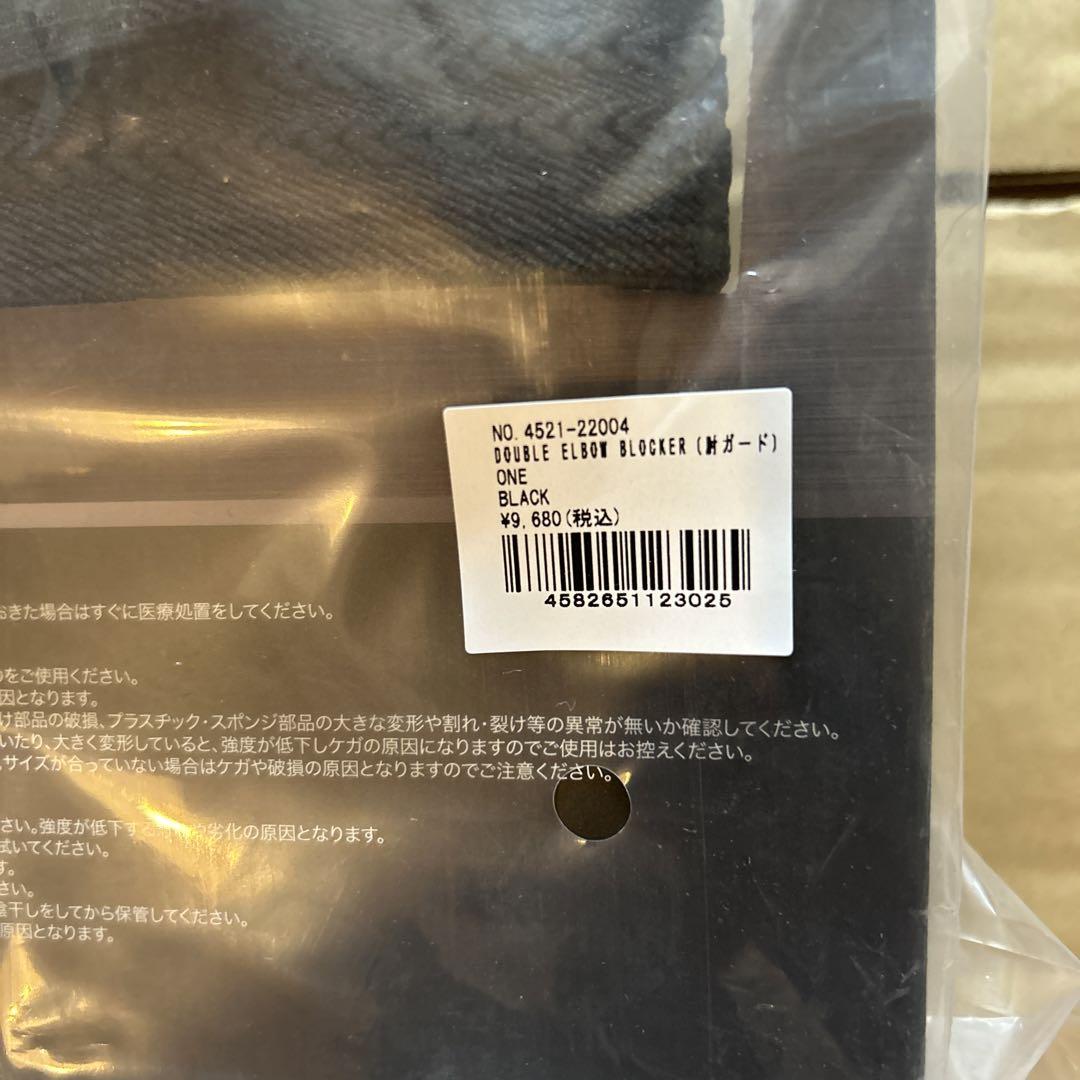 NO. 4521-22004
DOUBLE ELBOW BLOCKER (肘ガード)
ONE
BLACK
¥9,680(税込)
4582651123025
おきた場合はすぐに医療処置をしてください。
のをご使用ください。
原因となります。
け部品の破損、プラスチック・スポンジ部品の大きな変形や割れ・裂け等の異常が無いか確認してください。
いたり、大きく変形していると、強度が低下しケガの原因になりますのでご使用はお控えください。
サイズが合っていない場合はケガや破損の原因となりますのでご注意ください。
さい。強度が低下する 劣化の原因となります。
拭いてください。
す。
さい。
陰干しをしてから保管してください。
原因となります。